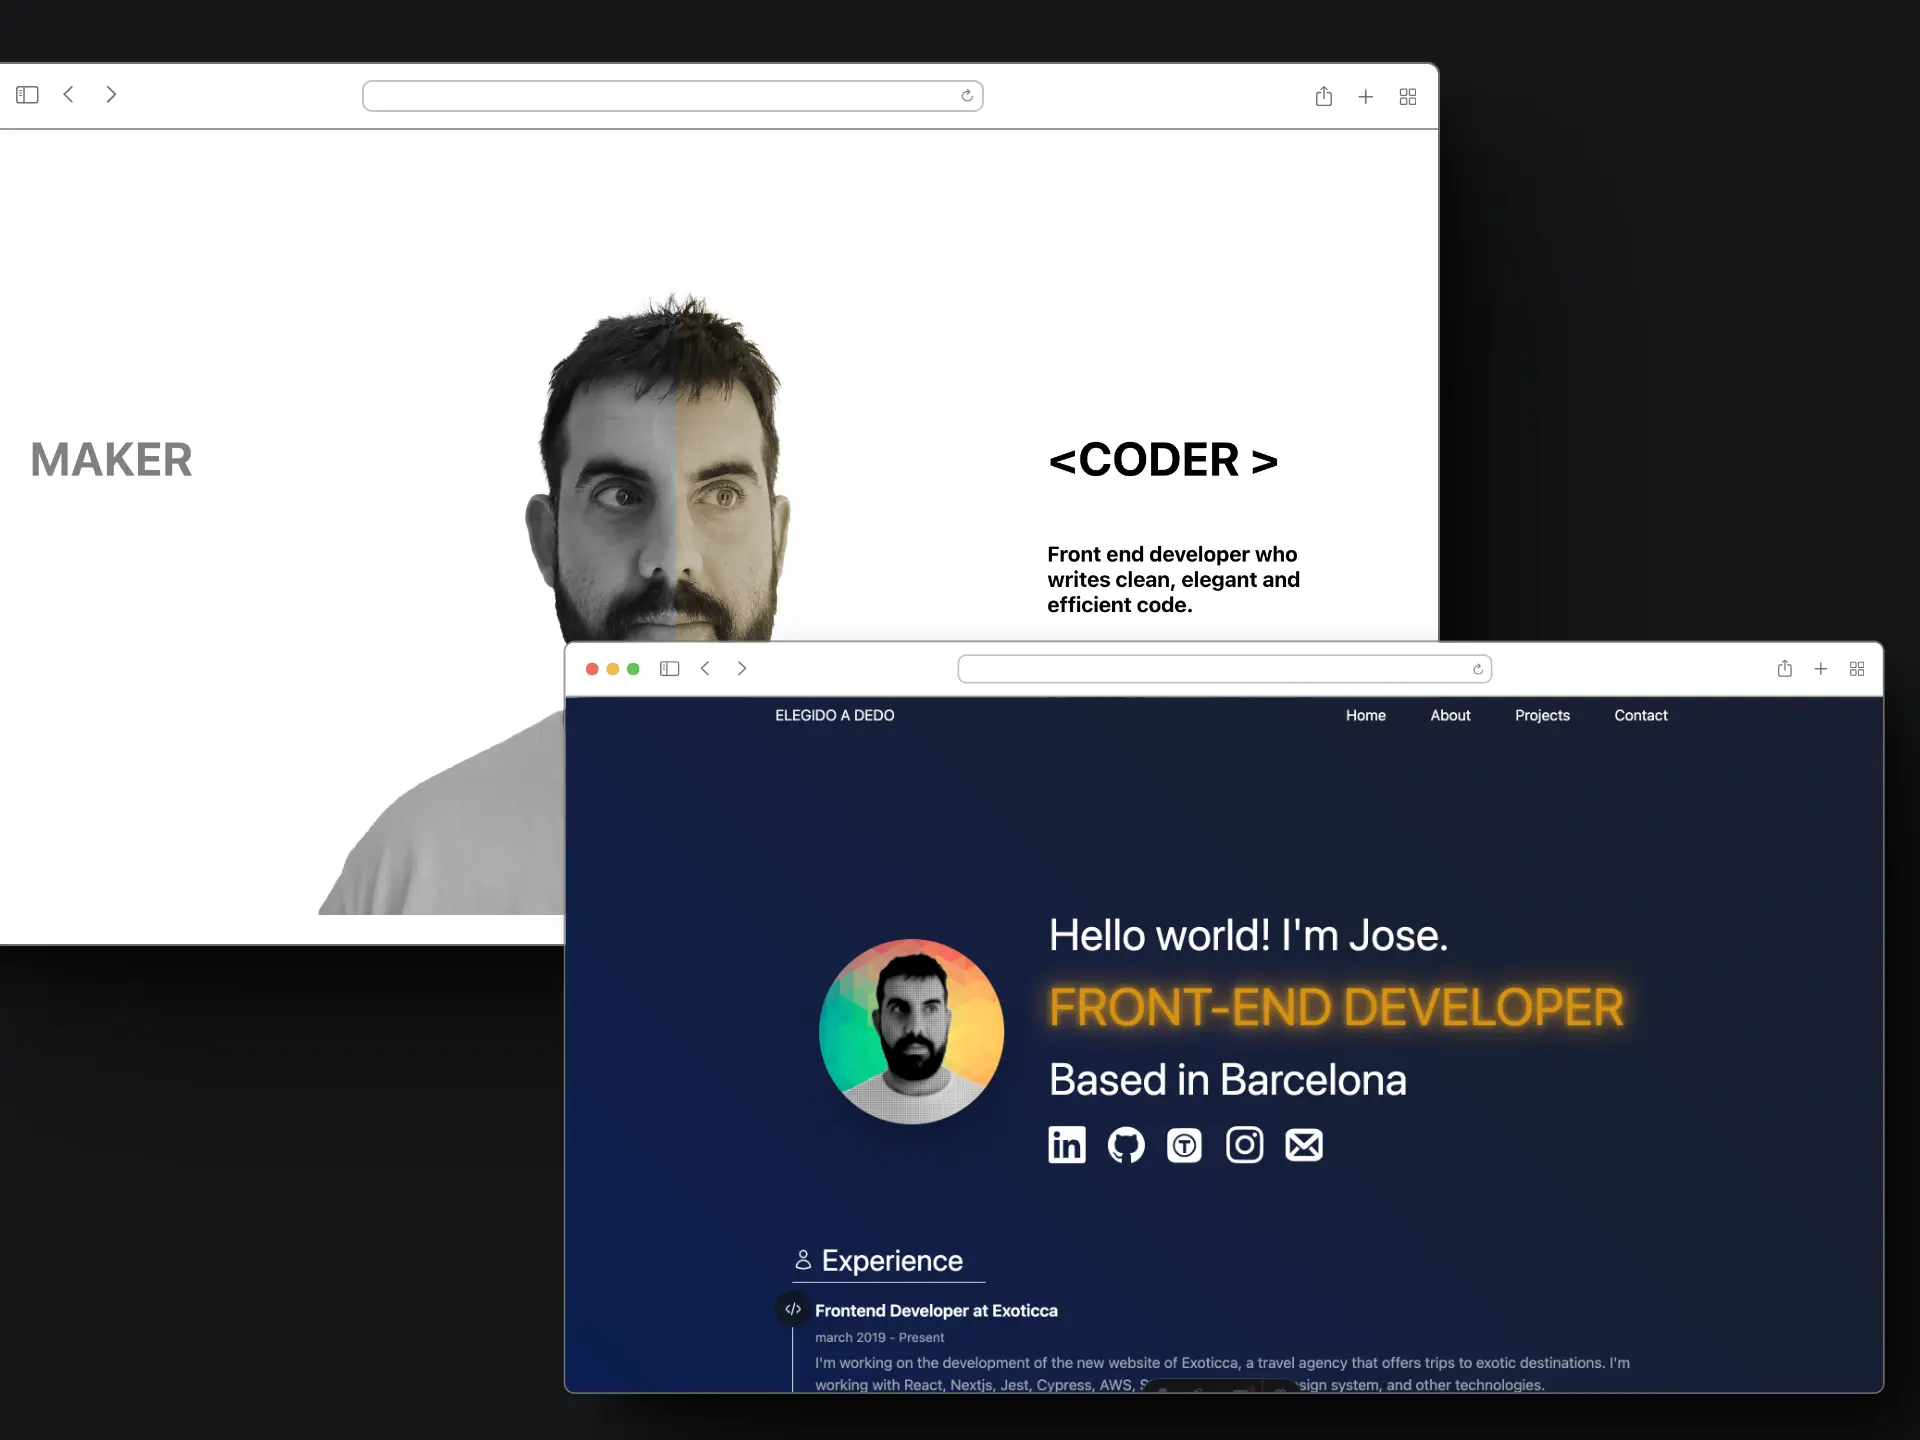 MAKER
<CODER >
Front end developer who
writes clean, elegant and
efficient code.
ELEGIDO A DEDO
Home About Projects Contact
Hello world! I'm Jose.
FRONT-END DEVELOPER
Based in Barcelona
Experience
Frontend Developer at Exoticca
march 2019 - Present
I'm working on the development of the new website of Exoticca, a travel agency that offers trips to exotic destinations. I'm
working with React, Nextjs, Jest, Cypress, AWS, system, and other technologies.